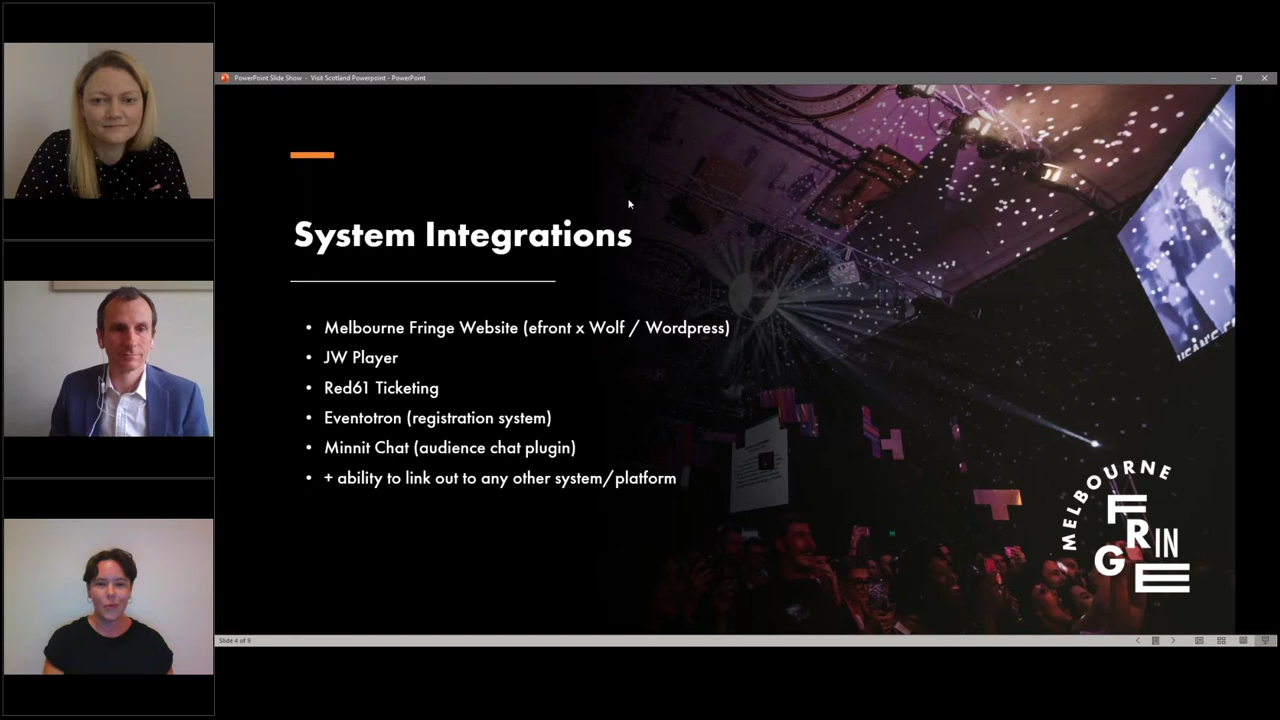 PowerPoint Slide Show - Visit Scotland Powerpoint - PowerPoint
System Integrations
• Melbourne Fringe Website (efront x Wolf / Wordpress)
• JW Player
• Red61 Ticketing
• Eventotron (registration system)
• Minnit Chat (audience chat plugin)
• + ability to link out to any other system/platform
MELBOURNE
FRINGE
Slide 4 of 9